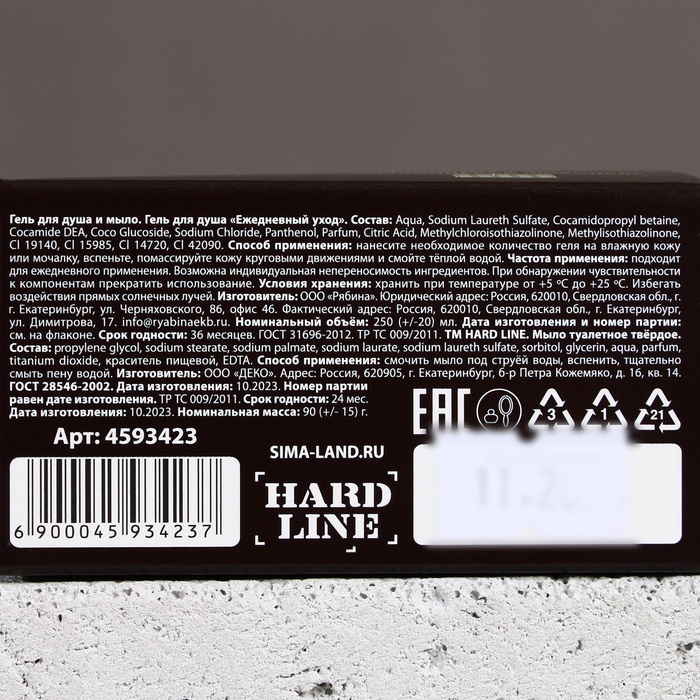 Гель для душа и мыло. Гель для душа «Ежедневный уход». Состав: Aqua, Sodium Laureth Sulfate, Cocamidopropyl betaine,
Cocamide DEA, Coco Glucoside, Sodium Chloride, Panthenol, Parfum, Citric Acid, Methylchloroisothiazolinone, Methylisothiazolinone,
Cl 19140, Cl 15985, Cl 14720, Cl 42090. Способ применения: нанесите необходимое количество геля на влажную кожу
или мочалку, вспеньте, помассируйте кожу круговыми движениями и смойте тёплой водой. Частота применения: подходит
для ежедневного применения. Возможна индивидуальная непереносимость ингредиентов. При обнаружении чувствительности
к компонентам прекратить использование. Условия хранения: хранить при температуре от +5 °С до +25 °С. Избегать
воздействия прямых солнечных лучей. Изготовитель: ООО «Рябина». Юридический адрес: Россия, 620010, Свердловская обл., г.
г. Екатеринбург, ул. Черняховского, 86, офис 46. Фактический адрес: Россия, 620010, Свердловская обл., г. Екатеринбург,
ул. Димитрова, 17. info@ryabinaekb.ru. Номинальный объём: 250 (+/-20) мл. Дата изготовления и номер партии:
см. на флаконе. Срок годности: 36 месяцев. ГОСТ 31696-2012. ТР ТС 009/2011. ТМ HARD LINE. Мыло туалетное твёрдое.
Состав: propylene glycol, sodium stearate, sodium palmate, sodium laurate, sodium laureth sulfate, sorbitol, glycerin, aqua, parfum,
titanium dioxide, краситель пищевой, EDTA. Способ применения: смочить мыло под струёй воды, вспенить, тщательно
смыть пену водой. Изготовитель: ООО «ДЕКО». Адрес: Россия, 620905, г. Екатеринбург, б-р Петра Кожемяко, д. 16, кв. 14.
ГОСТ 28546-2002. Дата изготовления: 10.2023. Номер партии
равен дате изготовления. ТР ТС 009/2011. Срок годности: 24 мес.
Дата изготовления: 10.2023. Номинальная масса: 90 (+/- 15) г.
EAC 3 1 21
Арт: 4593423
SIMA-LAND.RU
HARD
LINE
6 900045 934237